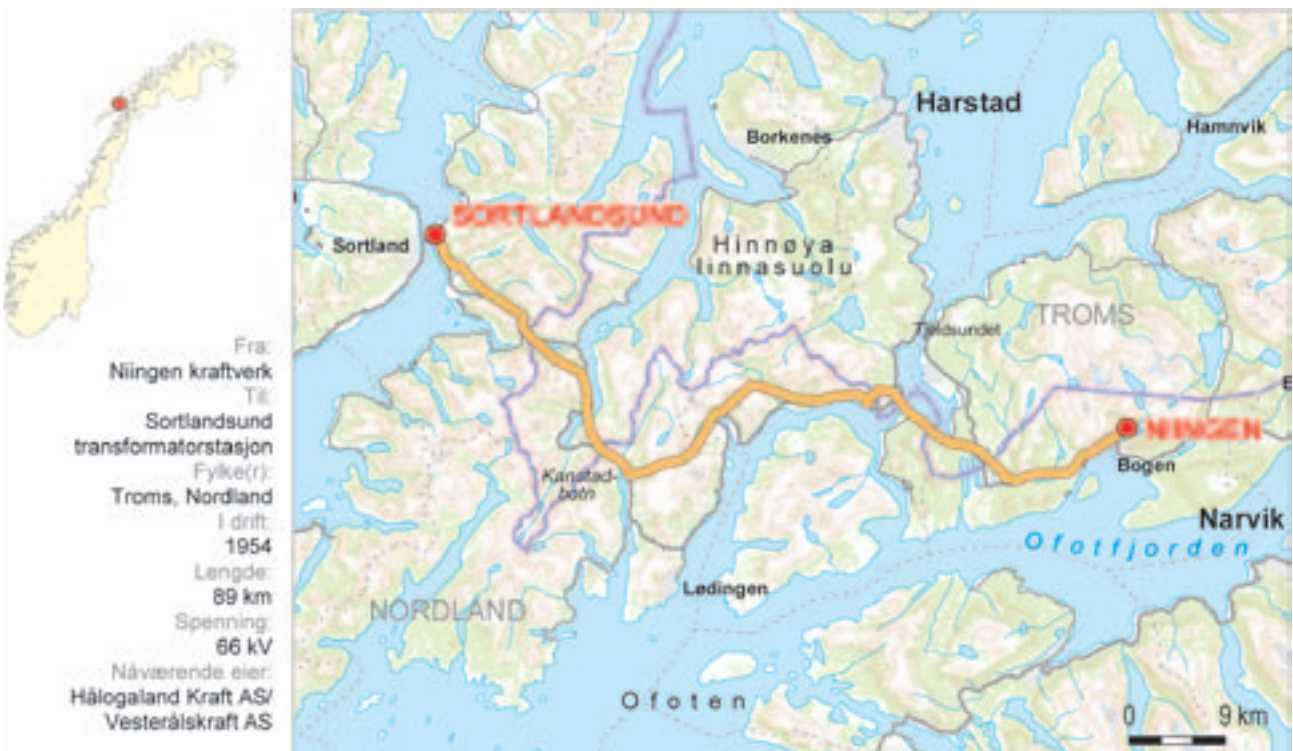 Fra:
Niingen kraftverk
Til:
Sortlandsund
transformatorstasjon
Fylke(r):
Troms, Nordland
I drift:
1954
Lengde:
89 km
Spenning:
66 kV
Nåværende eier:
Hålogaland Kraft AS/
Vesterålskraft AS
Harstad
Hamnvik
Borkenes
SORTLANDSUND
Sortland
Hinnøya
Iinnasuolu
Tjeldsundet
TROMS
NIINGEN
Bogen
Kanstad-
botn
Narvik
Ofotfjorden
Lødingen
NORDLAND
Ofoten
0 9 km